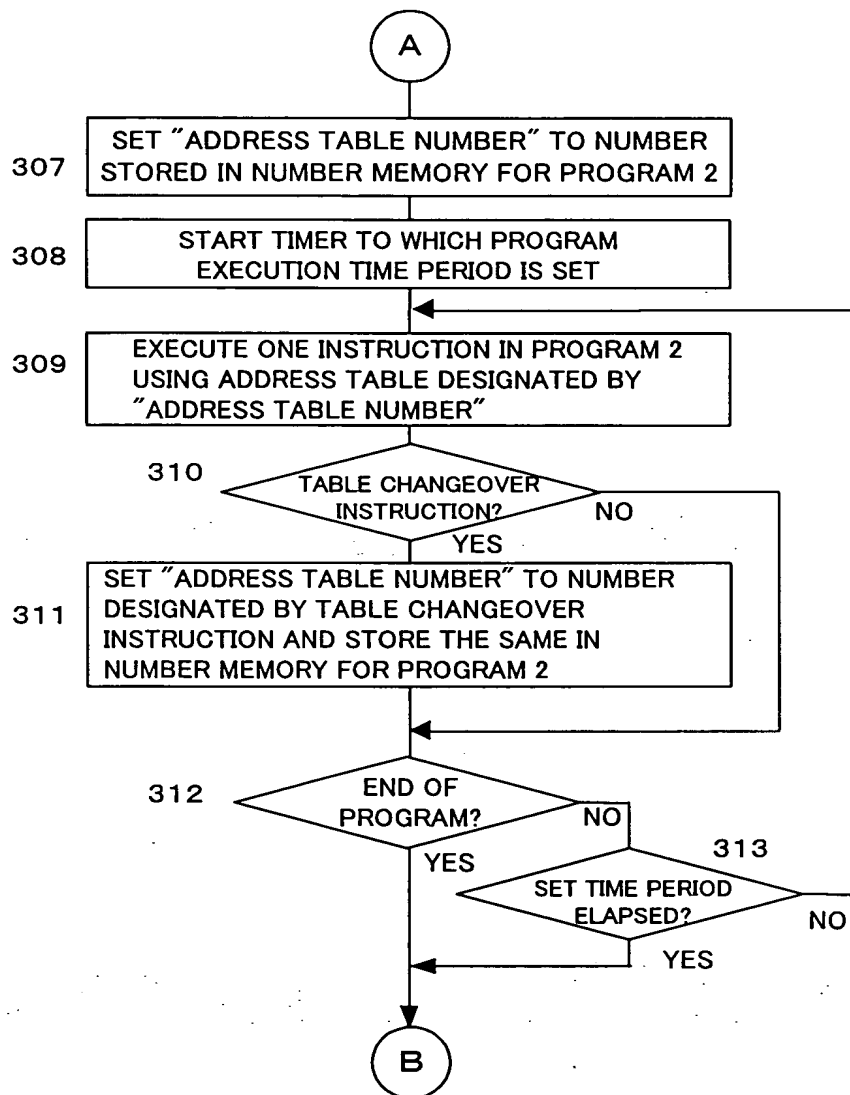 A
307
SET "ADDRESS TABLE NUMBER" TO NUMBER
STORED IN NUMBER MEMORY FOR PROGRAM 2
308
START TIMER TO WHICH PROGRAM
EXECUTION TIME PERIOD IS SET
309
EXECUTE ONE INSTRUCTION IN PROGRAM 2
USING ADDRESS TABLE DESIGNATED BY
"ADDRESS TABLE NUMBER"
310
TABLE CHANGEOVER
INSTRUCTION?
NO
YES
311
SET "ADDRESS TABLE NUMBER" TO NUMBER
DESIGNATED BY TABLE CHANGEOVER
INSTRUCTION AND STORE THE SAME IN
NUMBER MEMORY FOR PROGRAM 2
312
END OF
PROGRAM?
NO
YES
313
SET TIME PERIOD
ELAPSED?
NO
YES
B